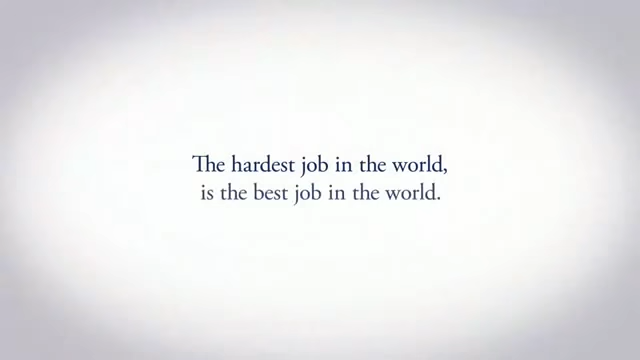 The hardest job in the world,
is the best job in the world.